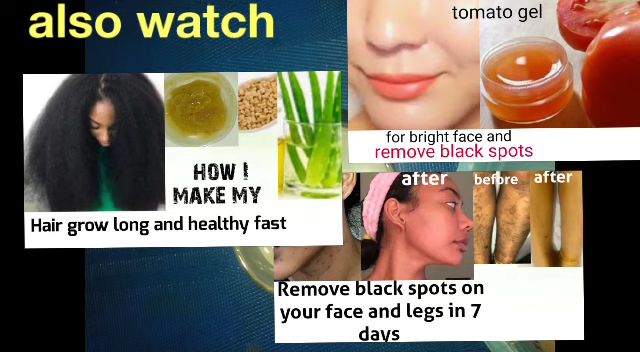 also watch
tomato gel
for bright face and
remove black spots
HOW I
MAKE MY
Hair grow long and healthy fast
after
before
after
Remove black spots on
your face and legs in 7
days